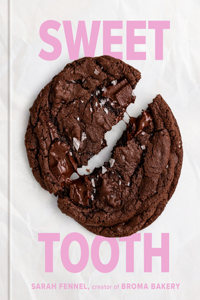 SWEET
TOOTH
SARAH FENNEL, creator of BROMA BAKERY